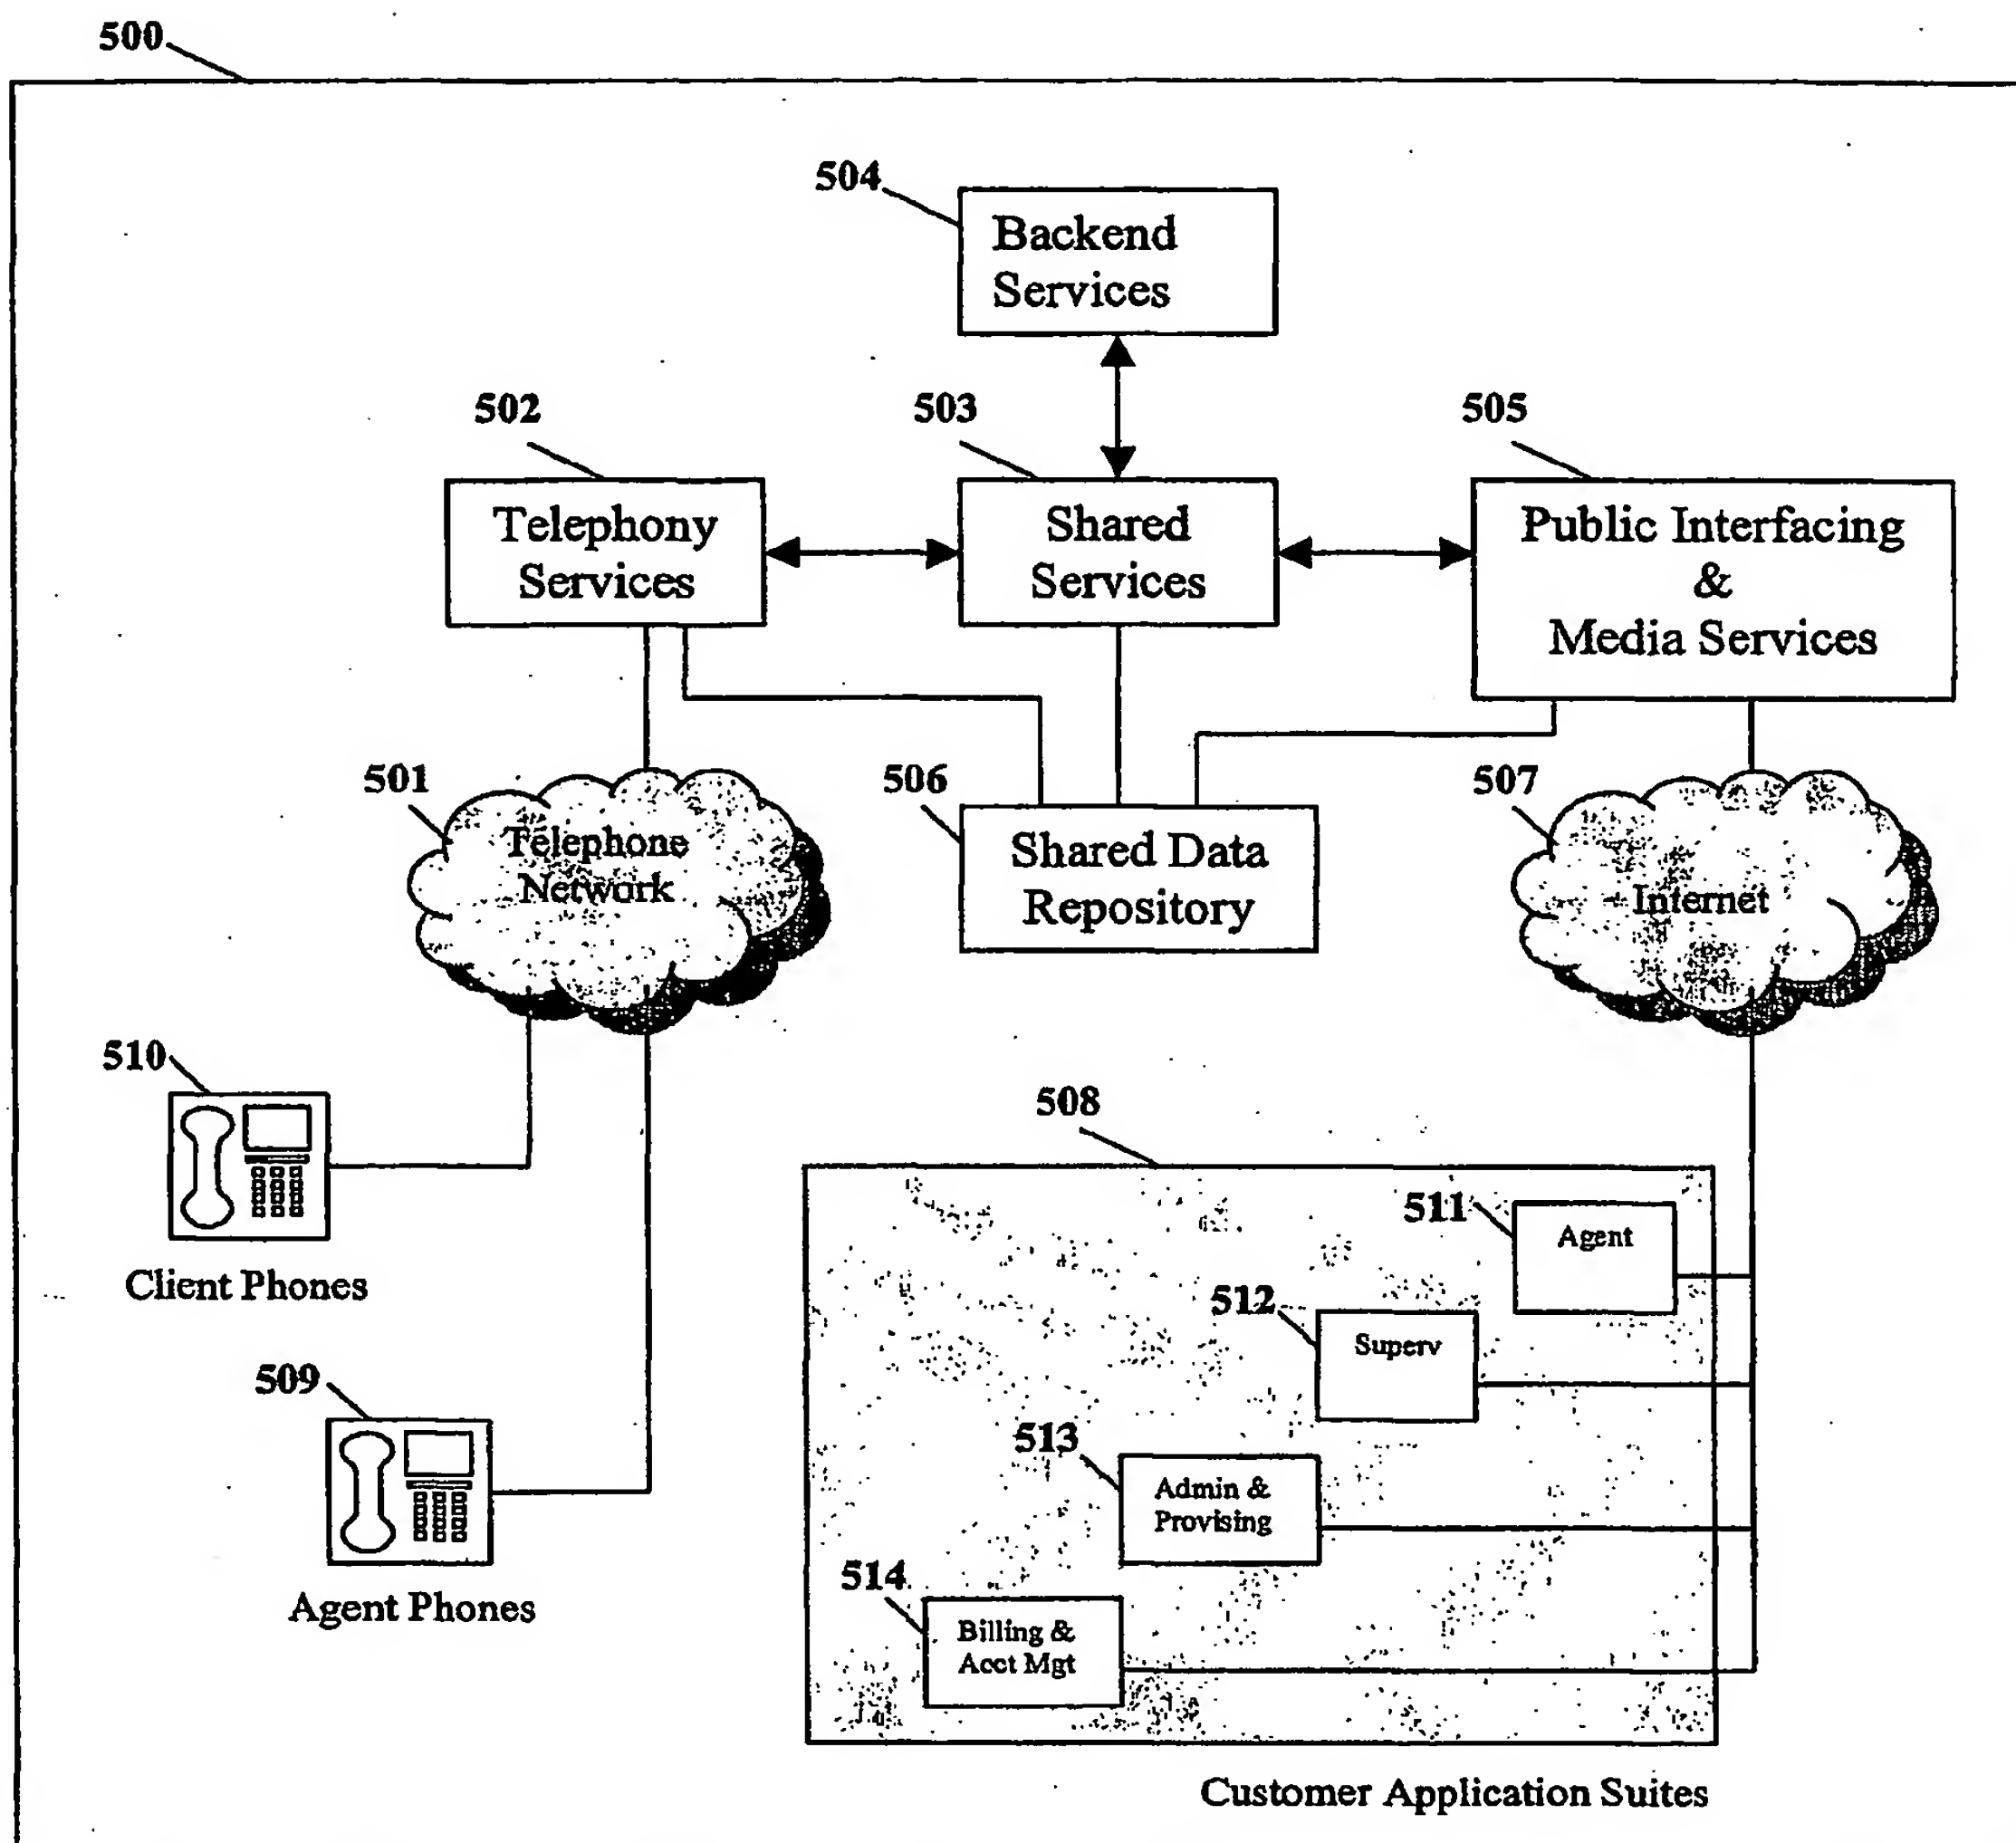 500
504
Backend
Services
502
503
505
Telephony
Services
Shared
Services
Public Interfacing
&
Media Services
501
506
507
Telephone
Network
Shared Data
Repository
Internet
510
Client Phones
508
511
Agent
512
Superv
509
Agent Phones
513
Admin &
Provising
514
Billing &
Acct Mgt
Customer Application Suites